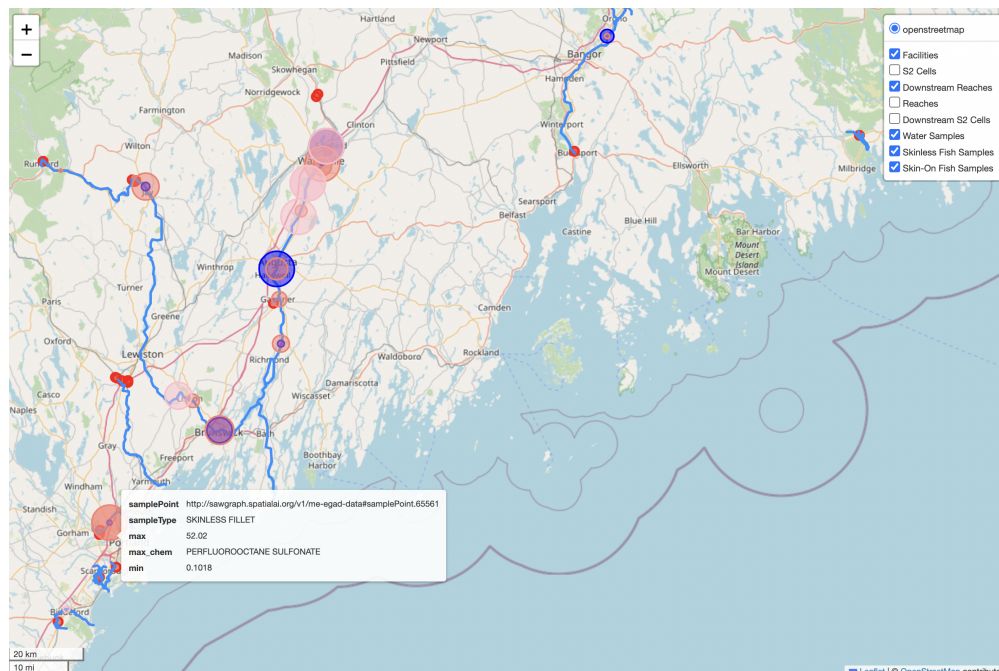 +
−
openstreetmap
Facilities
S2 Cells
Downstream Reaches
Reaches
Downstream S2 Cells
Water Samples
Skinless Fish Samples
Skin-On Fish Samples
Hartland
Orono
Newport
Bangor
Madison
Pittsfield
Skowhegan
Hampden
Norridgewock
Farmington
Clinton
Winterport
Wilton
Bucksport
Ellsworth
Milbridge
Searsport
Belfast
Blue Hill
Castine
Bar Harbor
Mount
Desert
Island
Mount Desert
Winthrop
Turner
Paris
Camden
Greene
Oxford
Lewiston
Richmond
Waldoboro
Rockland
Damariscotta
Casco
Wiscasset
Naples
Bath
Gray
Freeport
Boothbay
Harbor
Windham
Yarmouth
Standish
Gorham
samplePoint http://sawgraph.spatialai.org/v1/me-egad-data#samplePoint.65561
sampleType SKINLESS FILLET
max 52.02
max_chem PERFLUOROOCTANE SULFONATE
min 0.1018
20 km
10 mi